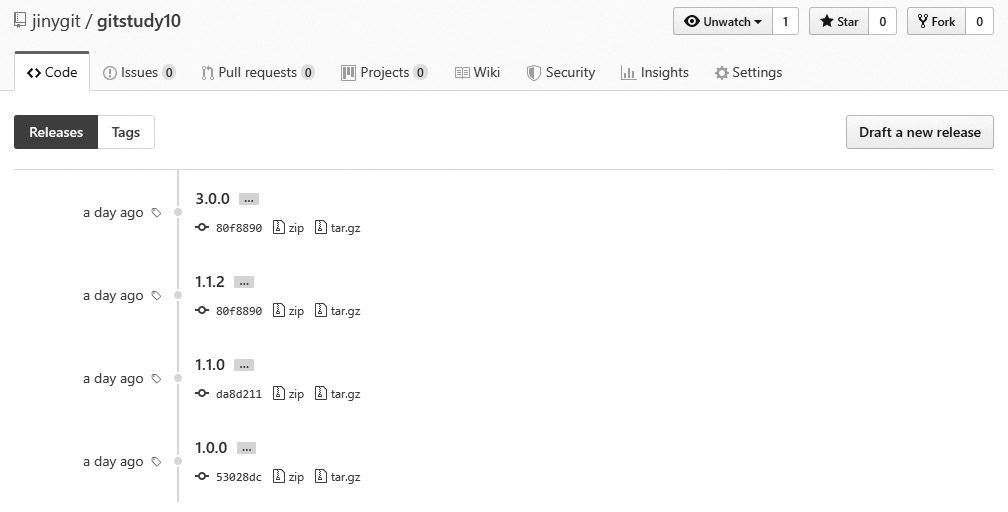 jinygit / gitstudy10
Unwatch 1 Star 0 Fork 0
Code Issues 0 Pull requests 0 Projects 0 Wiki Security Insights Settings
Releases Tags
Draft a new release
3.0.0 ...
a day ago
80f8890 zip tar.gz
1.1.2 ...
a day ago
80f8890 zip tar.gz
1.1.0 ...
a day ago
da8d211 zip tar.gz
1.0.0 ...
a day ago
53028dc zip tar.gz